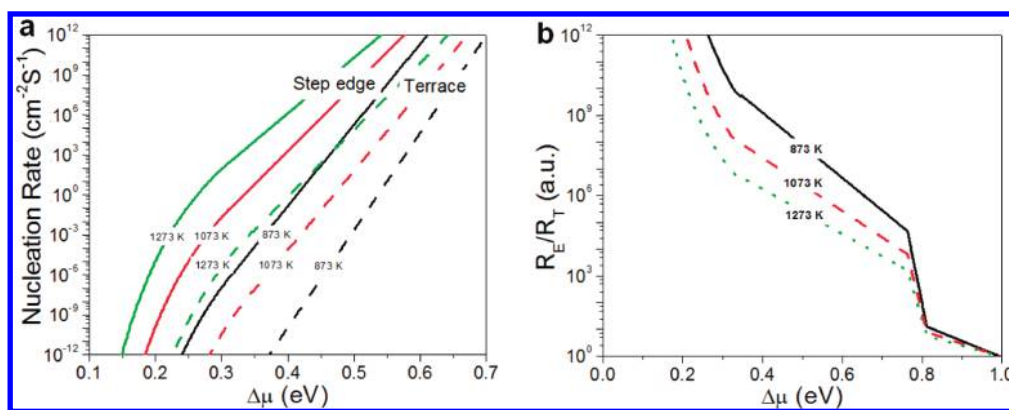 a
Nucleation Rate (cm⁻²S⁻¹)
10¹²
10⁹
10⁶
10³
10⁰
10⁻³
10⁻⁶
10⁻⁹
10⁻¹²
Step edge
Terrace
1273 K
1073 K
873 K
1273 K
1073 K
873 K
0.1 0.2 0.3 0.4 0.5 0.6 0.7
Δμ (eV)
b
R_E/R_T (a.u.)
10¹²
10⁹
10⁶
10³
10⁰
873 K
1073 K
1273 K
0.0 0.2 0.4 0.6 0.8 1.0
Δμ (eV)